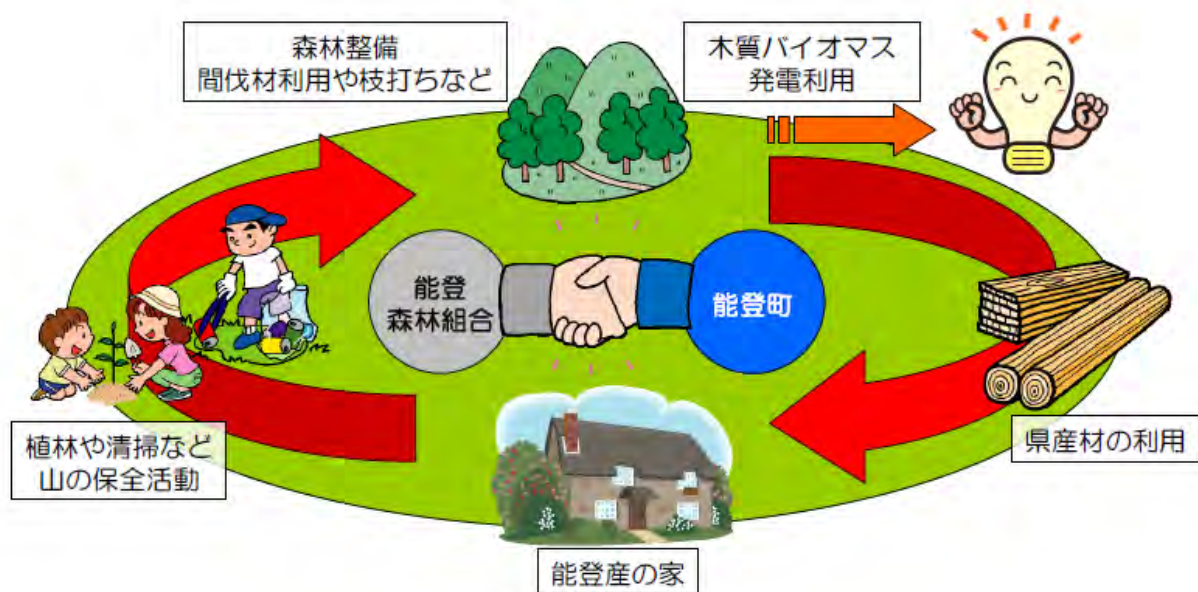 森林整備
間伐材利用や枝打ちなど
木質バイオマス
発電利用
能登
森林組合
能登町
植林や清掃など
山の保全活動
県産材の利用
能登産の家